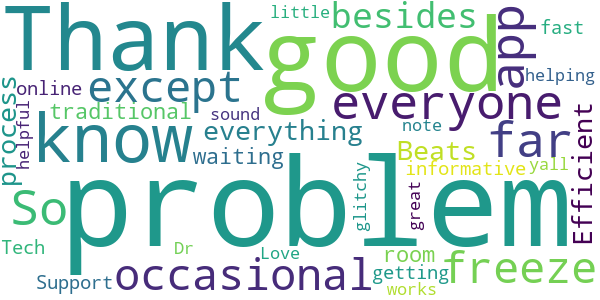 Thank
good
little
besides
app
fast
online
except
helping
process
helpful
traditional
sound
everyone
know
everything
note
far
waiting
Beats
informative
yall
Efficient
problem
So
glitchy
great
Tech
Dr
Love
room
freeze
Support
occasional
getting
works